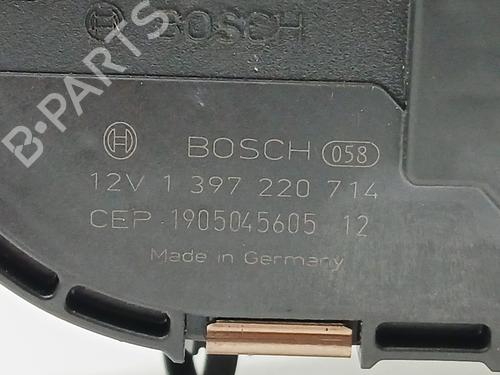 BOSCH
B-PARTS
BOSCH 058
12V 1 397 220 714
CEP 1905045605 12
Made in Germany